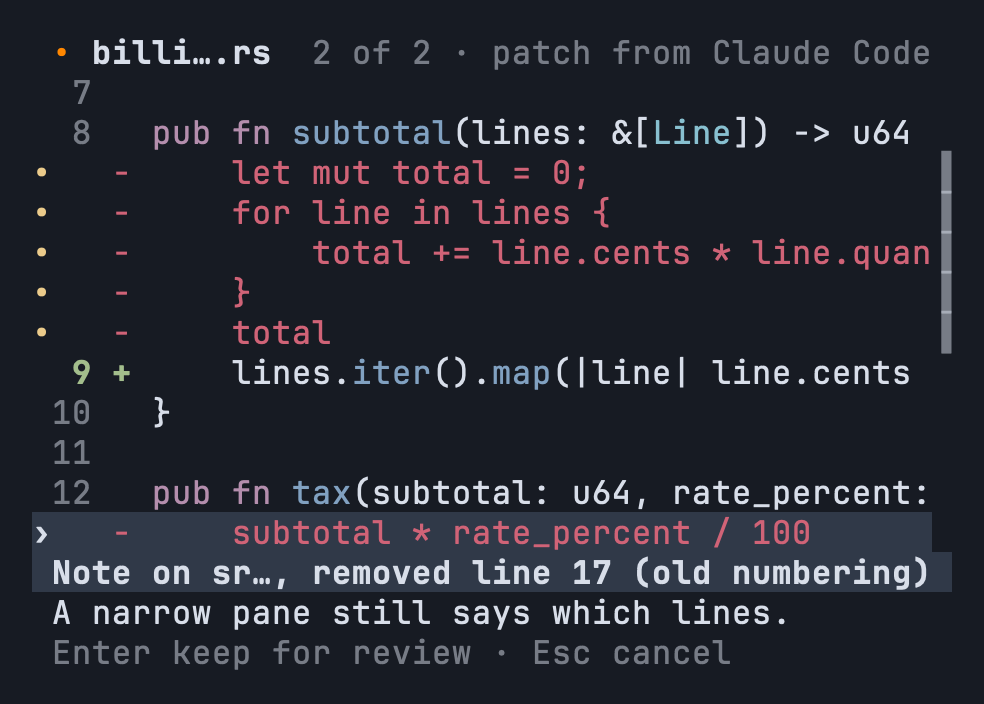 • billi….rs  2 of 2 · patch from Claude Code
7
8   pub fn subtotal(lines: &[Line]) -> u64
•   -     let mut total = 0;
•   -     for line in lines {
•   -         total += line.cents * line.quan
•   -     }
•   -     total
9 +     lines.iter().map(|line| line.cents
10   }
11
12   pub fn tax(subtotal: u64, rate_percent:
›   -     subtotal * rate_percent / 100
Note on sr…, removed line 17 (old numbering)
A narrow pane still says which lines.
Enter keep for review · Esc cancel